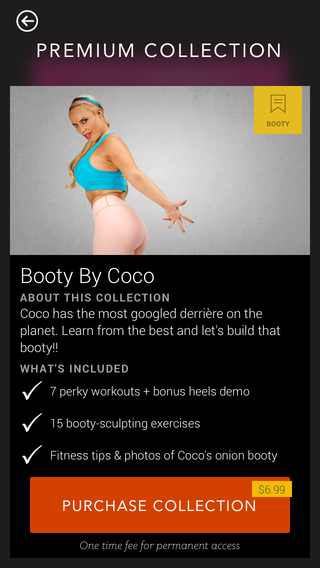 PREMIUM COLLECTION
BOOTY
Booty By Coco
ABOUT THIS COLLECTION
Coco has the most googled derrière on the
planet. Learn from the best and let's build that
booty!!
WHAT'S INCLUDED
7 perky workouts + bonus heels demo
15 booty-sculpting exercises
Fitness tips & photos of Coco's onion booty
$6.99
PURCHASE COLLECTION
One time fee for permanent access